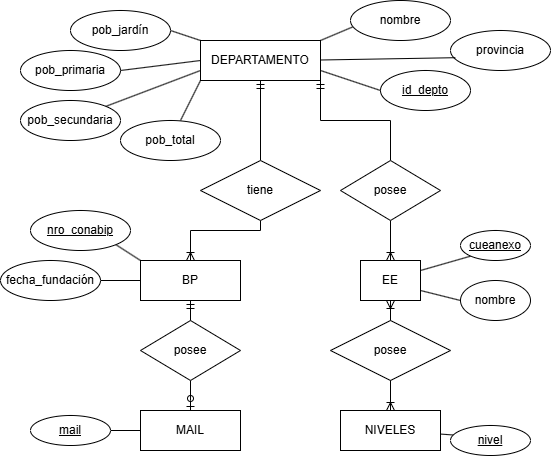 nombre
pob_jardín
provincia
DEPARTAMENTO
pob_primaria
id_depto
pob_secundaria
pob_total
tiene
posee
nro_conabip
cueanexo
fecha_fundación
BP
EE
nombre
posee
posee
mail
MAIL
NIVELES
nivel